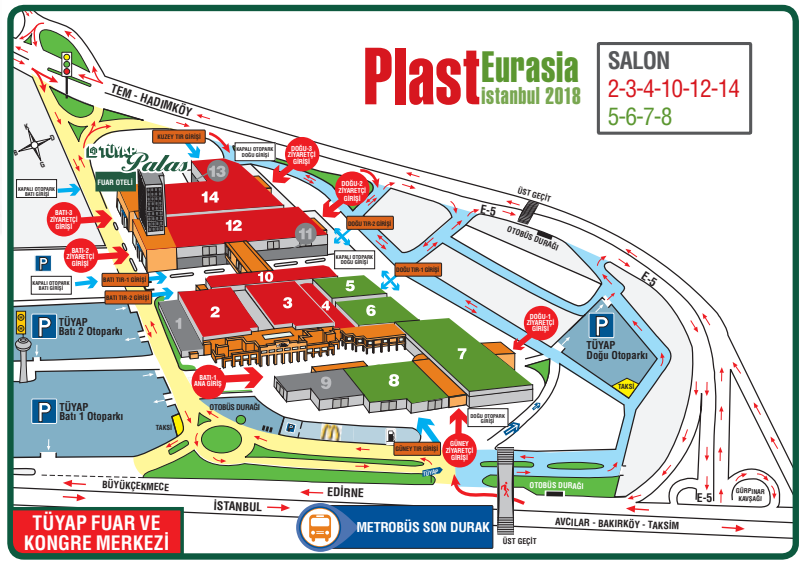 Plast Eurasia
istanbul 2018
SALON
2-3-4-10-12-14
5-6-7-8
TEM - HADIMKÖY
KUZEY TIR GİRİŞİ
KAPALI OTOPARK
DOĞU GİRİŞİ
DOĞU-3
ZİYARETÇİ
GİRİŞİ
TÜYAP
Palas
FUAR OTELİ
13
14
12
11
DOĞU-2
ZİYARETÇİ
GİRİŞİ
ÜST GEÇİT
E-5
OTOBÜS DURAĞI
E-5
KAPALI OTOPARK
BATI GİRİŞİ
BATI-3
ZİYARETÇİ
GİRİŞİ
DOĞU TIR-2 GİRİŞİ
BATI-2
ZİYARETÇİ
GİRİŞİ
P
KAPALI OTOPARK
DOĞU GİRİŞİ
DOĞU TIR-1 GİRİŞİ
KAPALI OTOPARK
BATI GİRİŞİ
BATI TIR-1 GİRİŞİ
BATI TIR-2 GİRİŞİ
10
5
1
2
3
4
6
7
DOĞU-1
ZİYARETÇİ
GİRİŞİ
P
TÜYAP
Batı 2 Otoparkı
P
TÜYAP
Doğu Otoparkı
TAKSİ
BATI-1
ANA GİRİŞ
9
8
P
TÜYAP
Batı 1 Otoparkı
TAKSİ
OTOBÜS DURAĞI
P
DOĞU OTOPARK
GİRİŞİ
GÜNEY TIR GİRİŞİ
GÜNEY
ZİYARETÇİ
GİRİŞİ
TÜYAP
OTOBÜS DURAĞI
BÜYÜKÇEKMECE
EDİRNE
İSTANBUL
E-5
GÜRPINAR
KAVŞAĞI
TÜYAP FUAR VE
KONGRE MERKEZİ
METROBÜS SON DURAK
ÜST GEÇİT
AVCILAR - BAKIRKÖY - TAKSİM